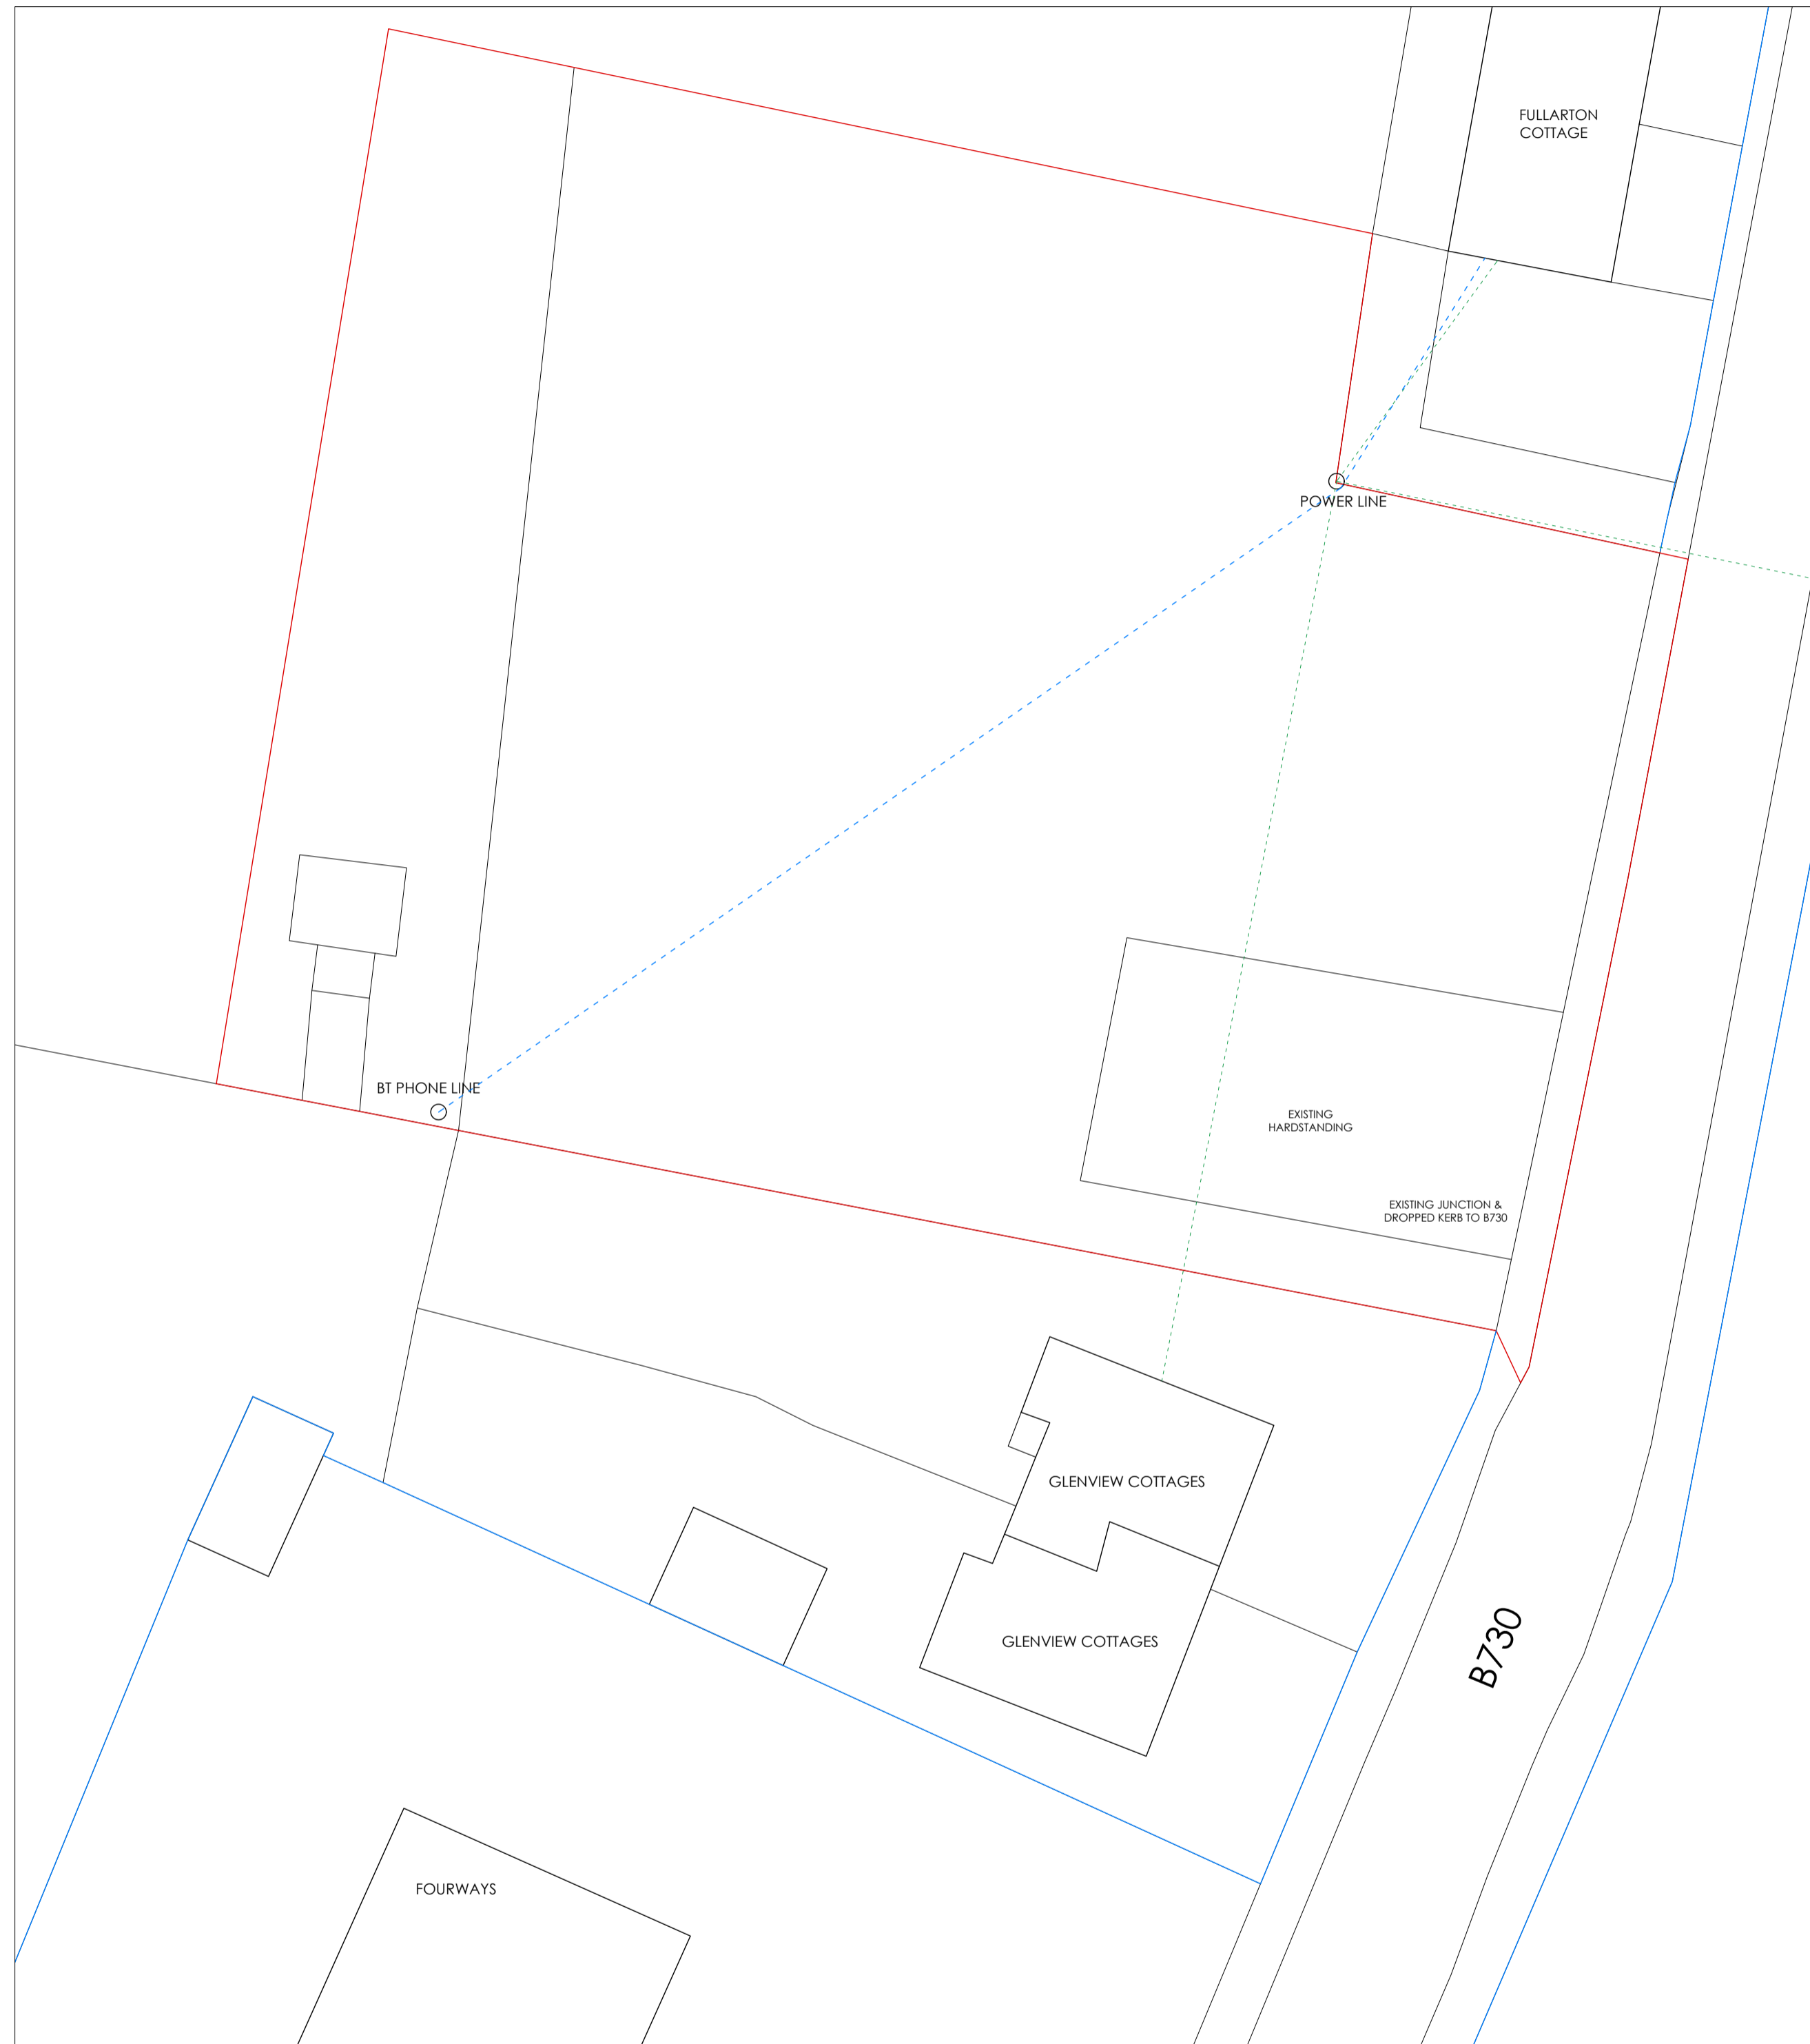 FULLARTON
COTTAGE
POWER LINE
BT PHONE LINE
EXISTING
HARDSTANDING
EXISTING JUNCTION &
DROPPED KERB TO B730
GLENVIEW COTTAGES
GLENVIEW COTTAGES
B730
FOURWAYS